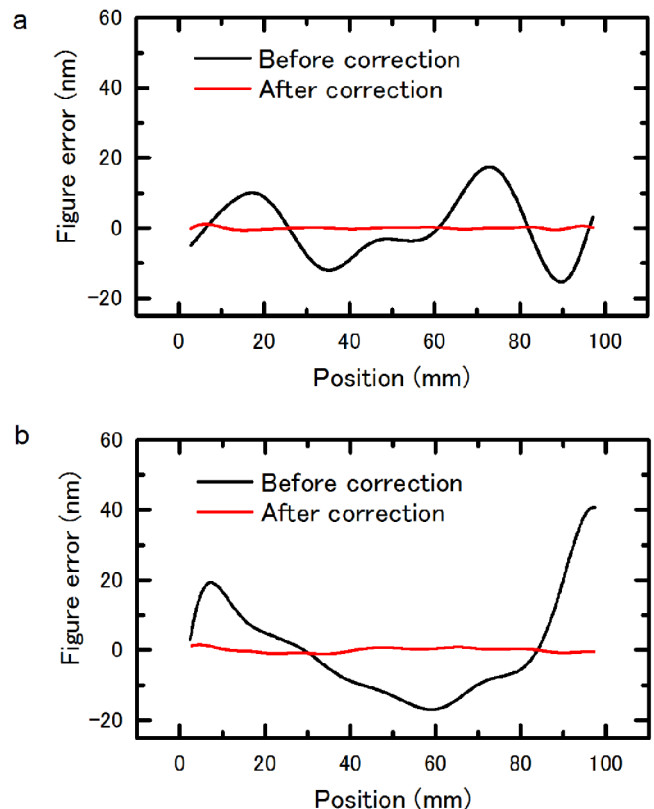 a
60
40
20
0
-20
Figure error (nm)
Before correction
After correction
0 20 40 60 80 100
Position (mm)
b
60
40
20
0
-20
Figure error (nm)
Before correction
After correction
0 20 40 60 80 100
Position (mm)